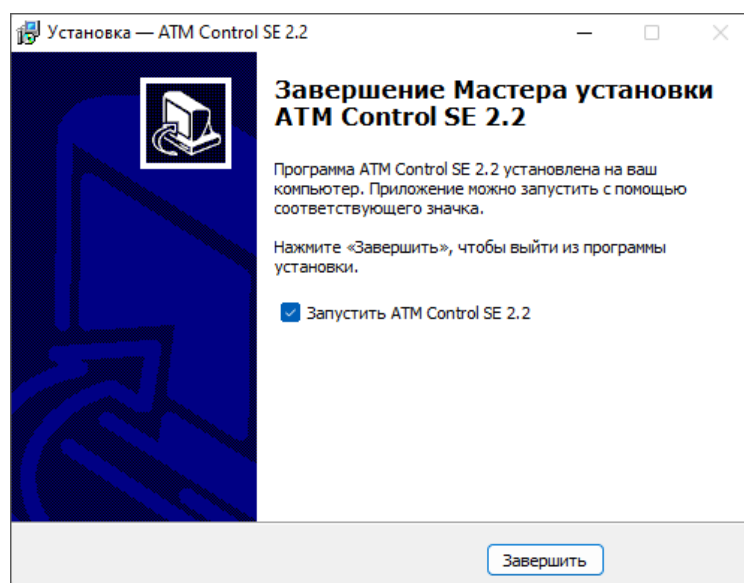 Установка — ATM Control SE 2.2
Завершение Мастера установки
ATM Control SE 2.2
Программа ATM Control SE 2.2 установлена на ваш
компьютер. Приложение можно запустить с помощью
соответствующего значка.
Нажмите «Завершить», чтобы выйти из программы
установки.
Запустить ATM Control SE 2.2
Завершить